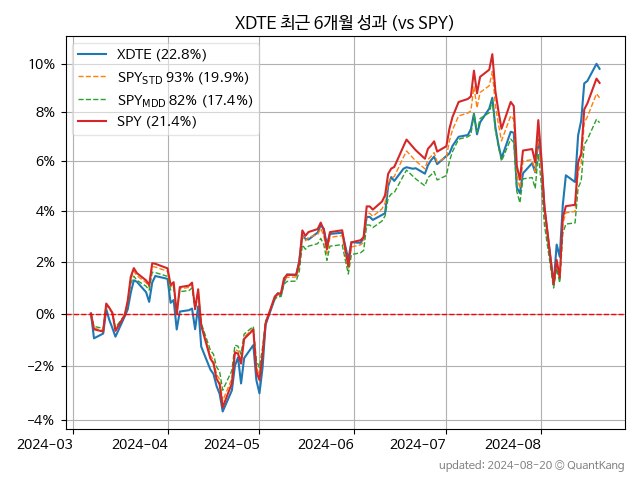 XDTE 최근 6개월 성과 (vs SPY)
XDTE (22.8%)
SPY_STD 93% (19.9%)
SPY_MDD 82% (17.4%)
SPY (21.4%)
10%
8%
6%
4%
2%
0%
−2%
−4%
2024-03 2024-04 2024-05 2024-06 2024-07 2024-08
updated: 2024-08-20 © QuantKang